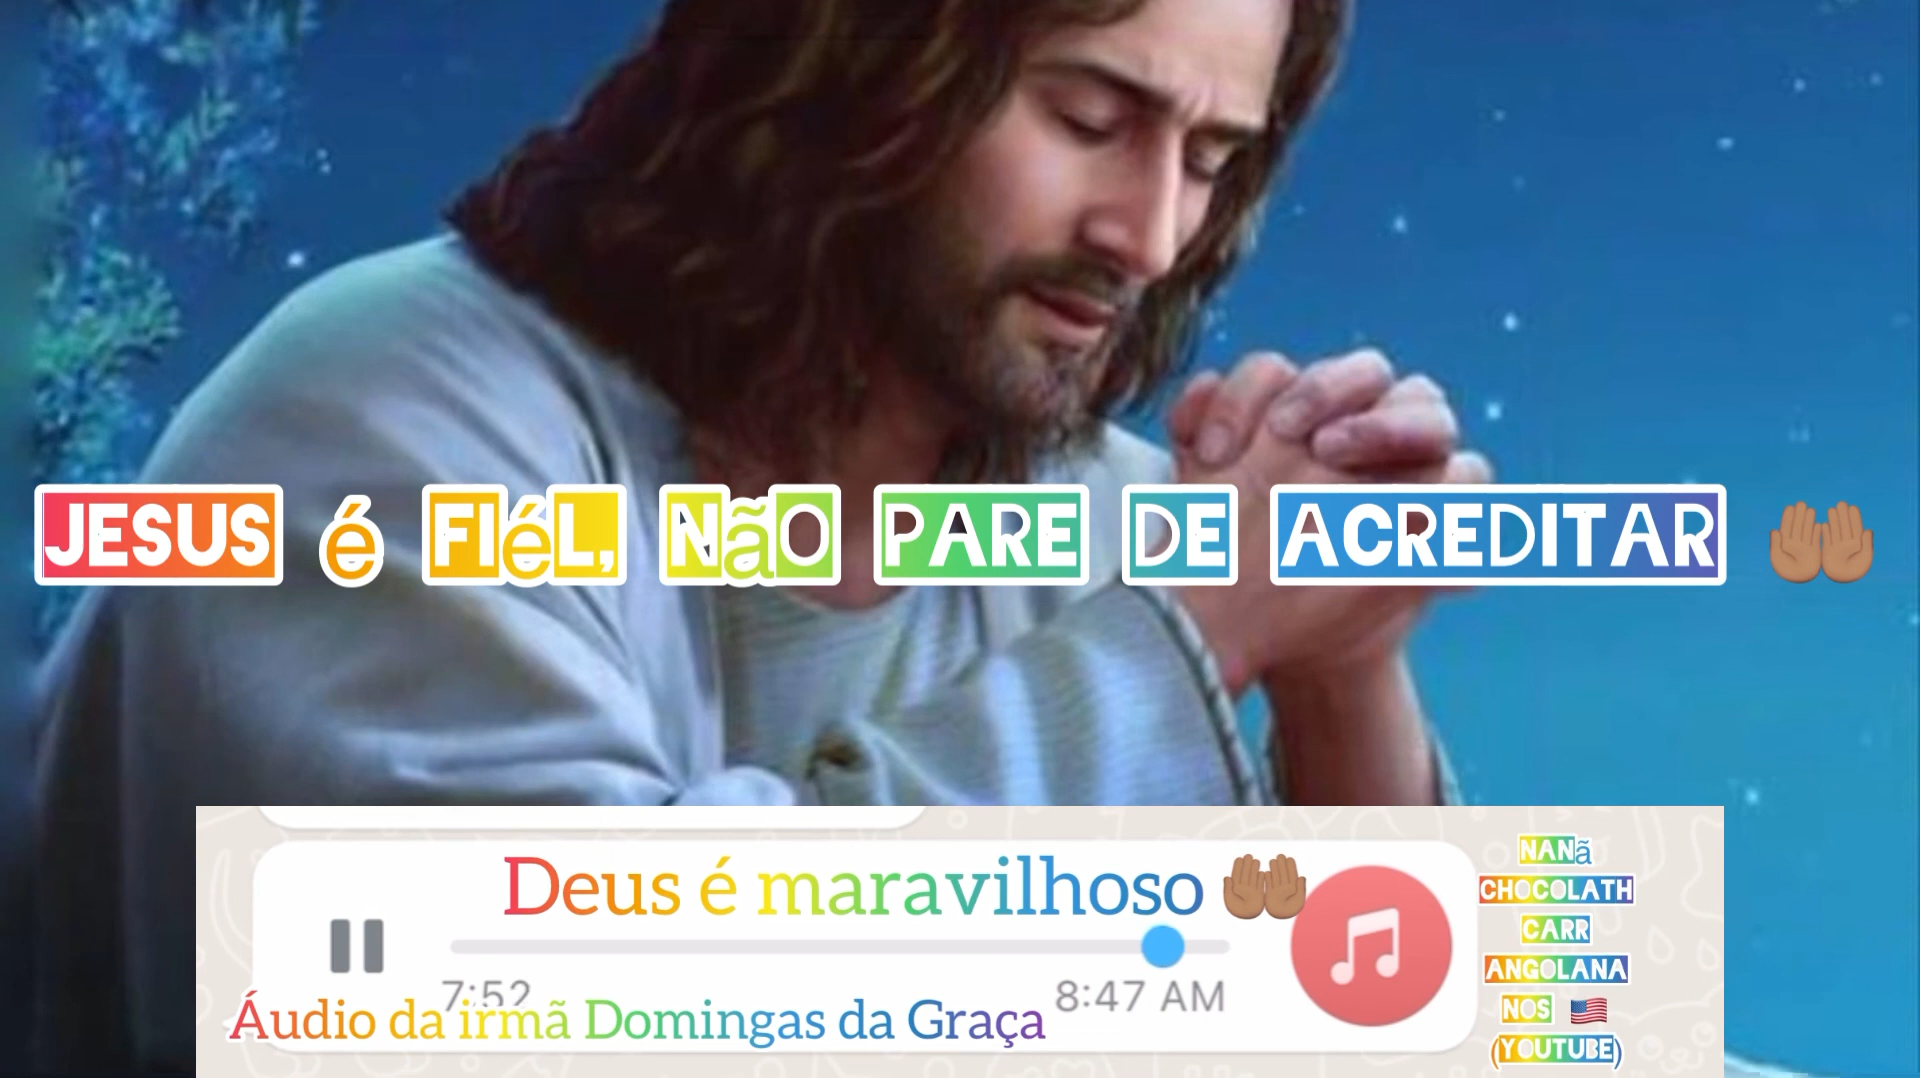 JESUS é FIéL, NãO PARE DE ACREDITAR 🤲🏾
Deus é maravilhoso 🤲🏾
7:52
8:47 AM
Áudio da irmã Domingas da Graça
NANã
CHOCOLATH
CARR
ANGOLANA
NOS 🇺🇸
(YOUTUBE)